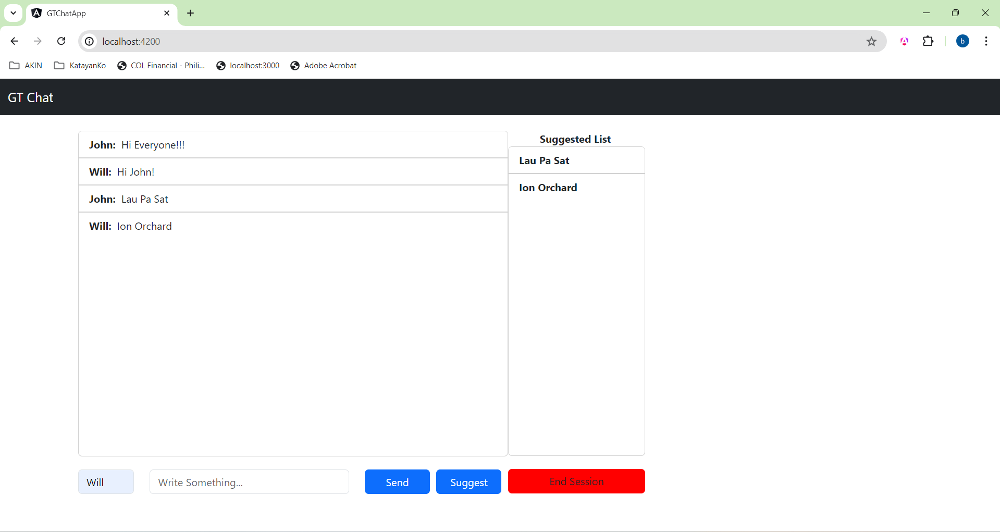 GTChatApp
localhost:4200
AKIN KatayanKo COL Financial - Phili... localhost:3000 Adobe Acrobat
b
GT Chat
John: Hi Everyone!!!
Will: Hi John!
John: Lau Pa Sat
Will: Ion Orchard
Suggested List
Lau Pa Sat
Ion Orchard
Will Write Something... Send Suggest End Session